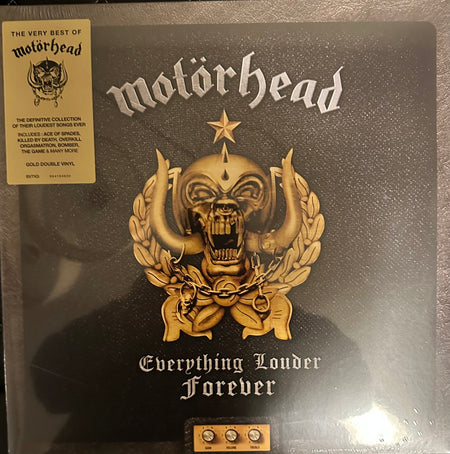 THE VERY BEST OF
Motörhead
THE DEFINITIVE COLLECTION
OF THEIR LOUDEST SONGS EVER
INCLUDES : ACE OF SPADES,
KILLED BY DEATH, OVERKILL
ORGASMATRON, BOMBER,
THE GAME & MANY MORE
GOLD DOUBLE VINYL
motörhead
Everything Louder
Forever
VOLUME